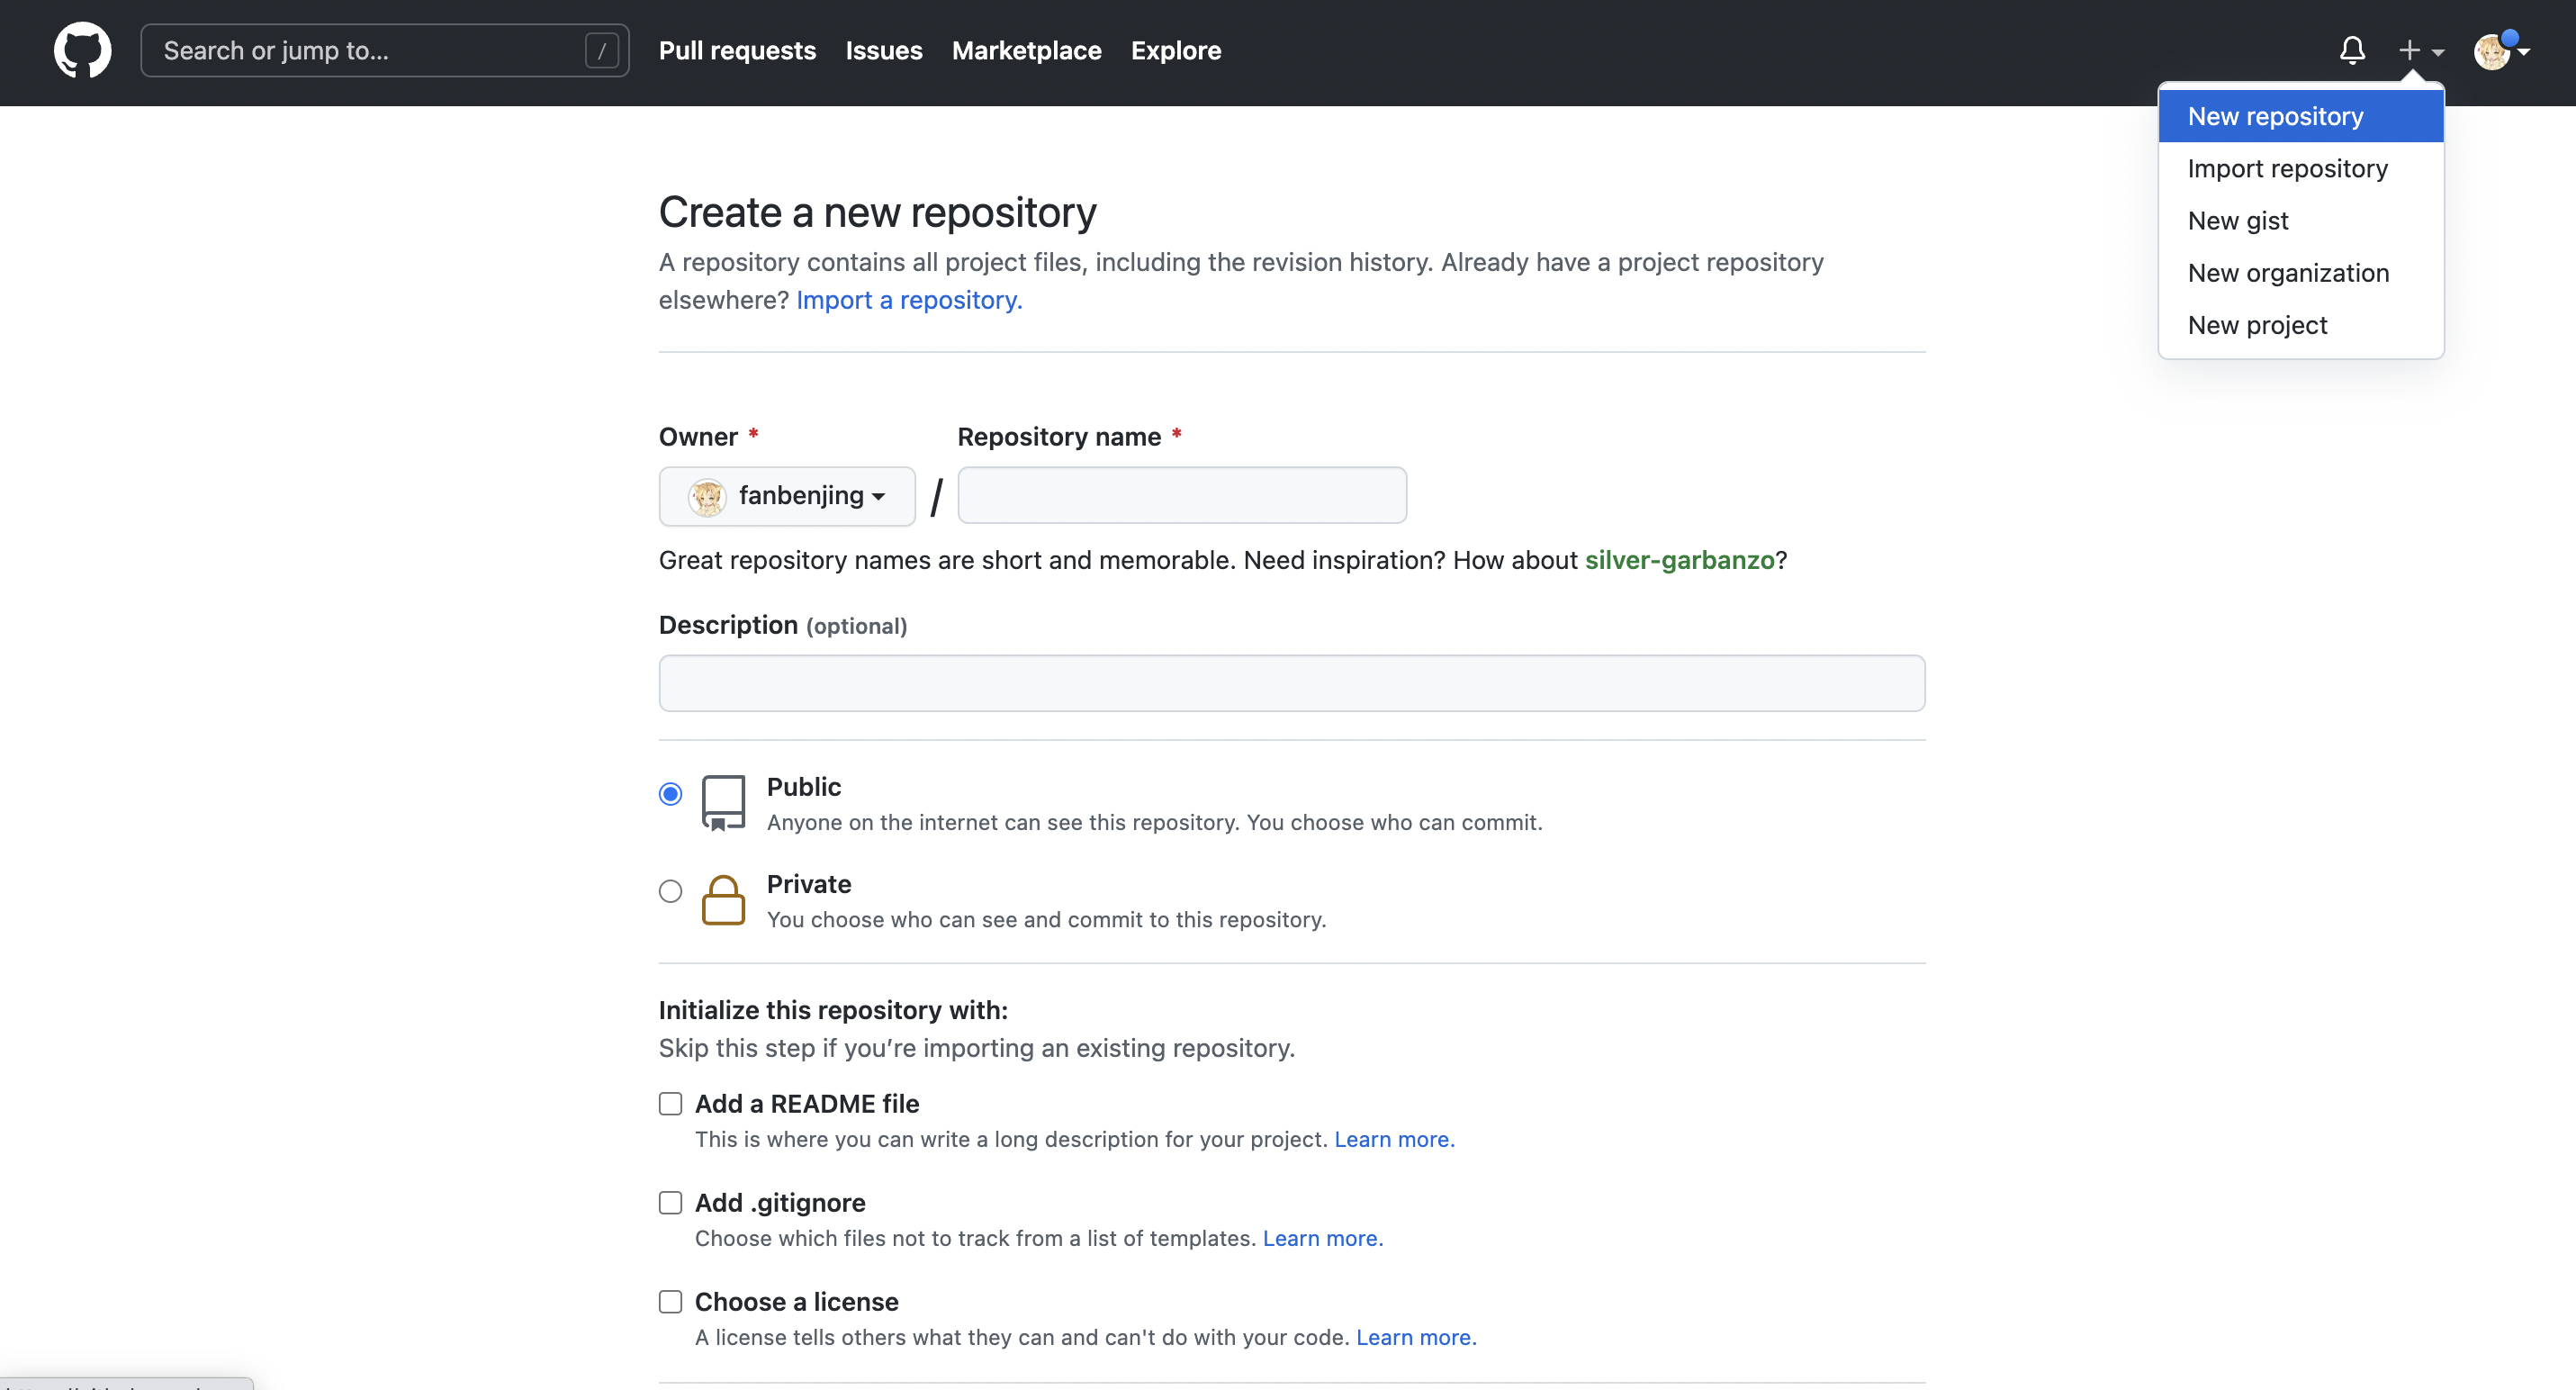 Search or jump to...
/
Pull requests
Issues
Marketplace
Explore
New repository
Import repository
New gist
New organization
New project
Create a new repository
A repository contains all project files, including the revision history. Already have a project repository
elsewhere? Import a repository.
Owner *
Repository name *
fanbenjing
/
Great repository names are short and memorable. Need inspiration? How about silver-garbanzo?
Description (optional)
Public
Anyone on the internet can see this repository. You choose who can commit.
Private
You choose who can see and commit to this repository.
Initialize this repository with:
Skip this step if you’re importing an existing repository.
Add a README file
This is where you can write a long description for your project. Learn more.
Add .gitignore
Choose which files not to track from a list of templates. Learn more.
Choose a license
A license tells others what they can and can't do with your code. Learn more.